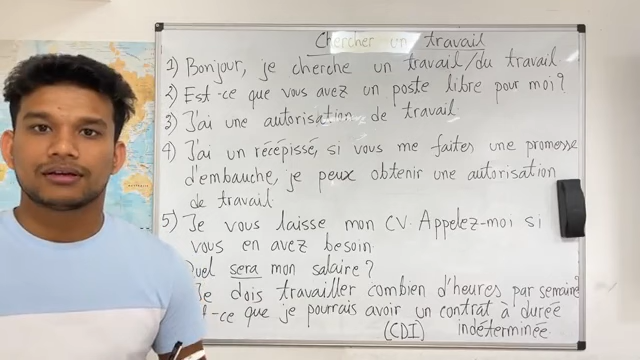 Chercher un travail
1) Bonjour, je cherche un travail/du travail
2) Est-ce que vous avez un poste libre pour moi?
3) J'ai une autorisation de travail
4) J'ai un récépissé, si vous me faites une promesse
d'embauche, je peux obtenir une autorisation
de travail.
5) Je vous laisse mon CV. Appelez-moi si
vous en avez besoin.
sera mon salaire?
dois travailler combien d'heures par semaine?
que je pourrais avoir un contrat à durée
(CDI) indéterminée